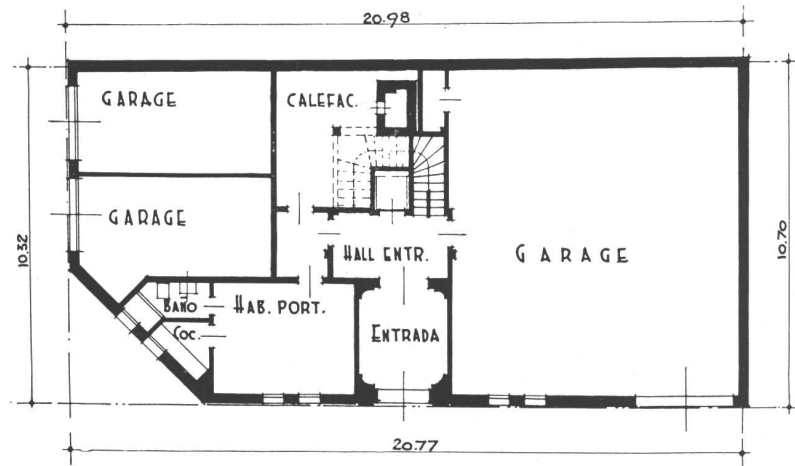 20.98
GARAGE
CALEFAC.
GARAGE
10.32
10.70
HALL ENTR.
GARAGE
BAÑO
HAB. PORT.
COC.
ENTRADA
20.77